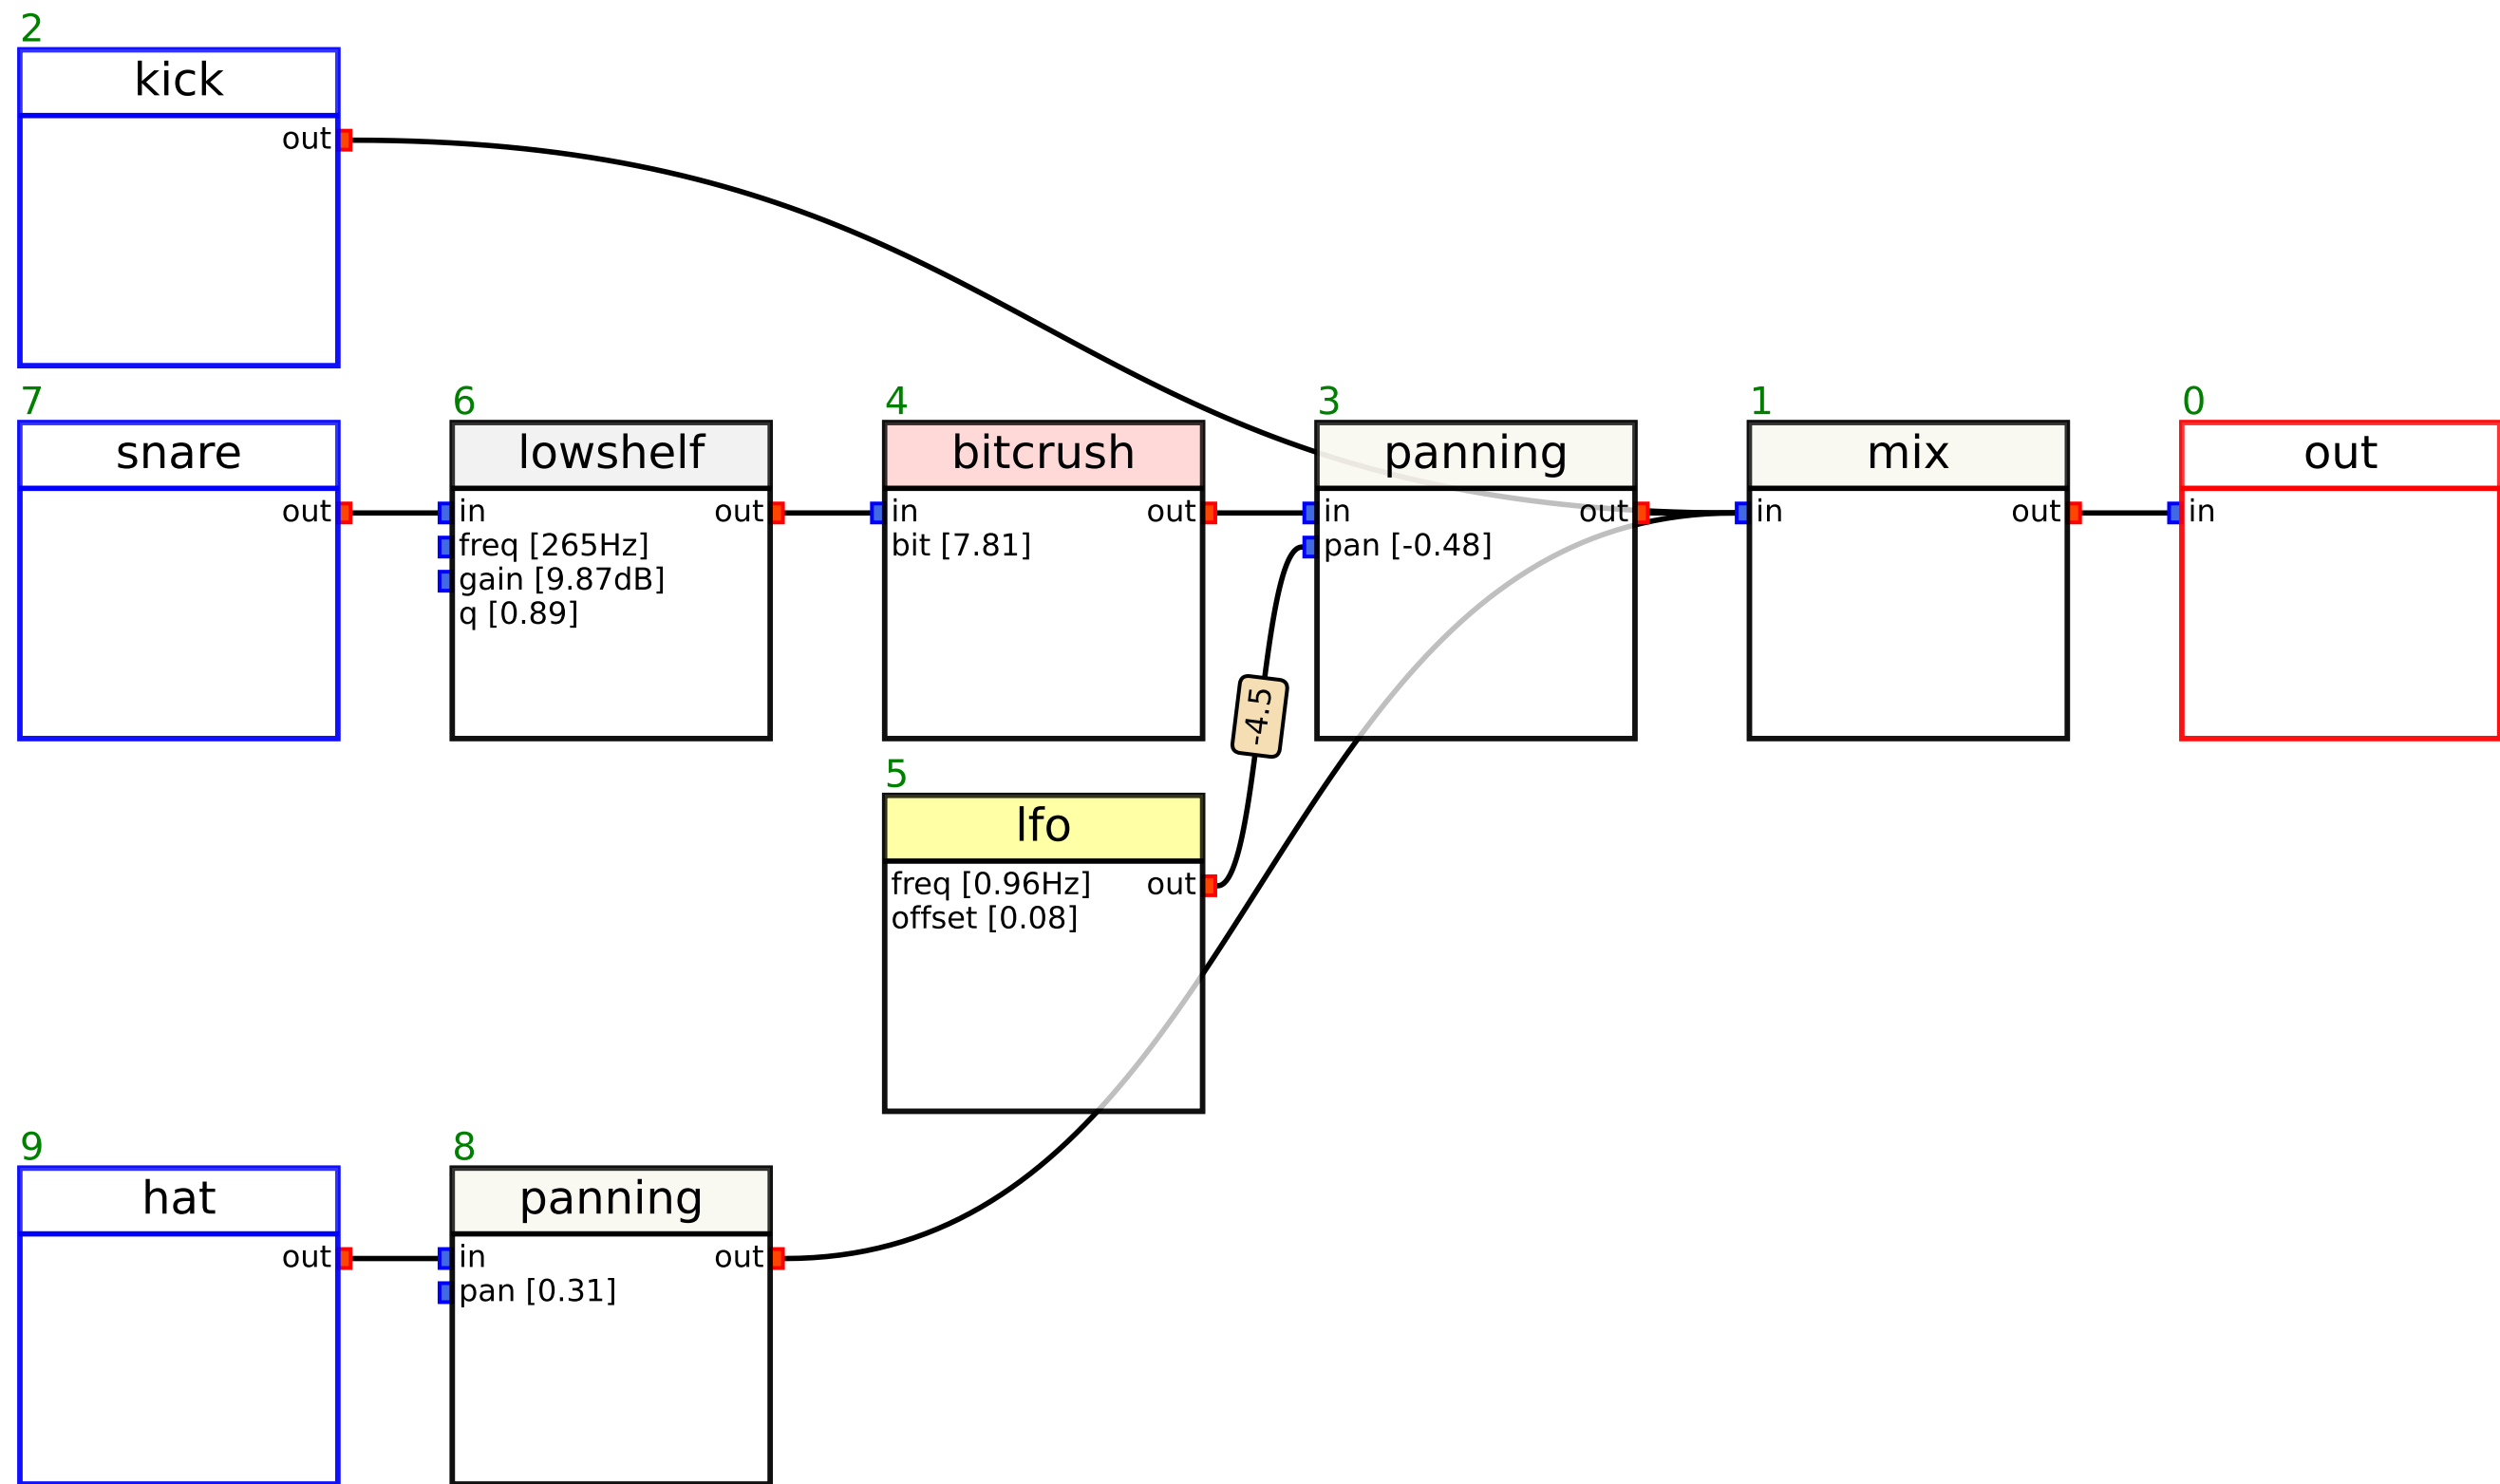 2
kick
out
7
snare
out
6
lowshelf
in
out
freq [265Hz]
gain [9.87dB]
q [0.89]
4
bitcrush
in
out
bit [7.81]
3
panning
in
out
pan [-0.48]
1
mix
in
out
0
out
in
-4.5
5
lfo
freq [0.96Hz]
out
offset [0.08]
9
hat
out
8
panning
in
out
pan [0.31]